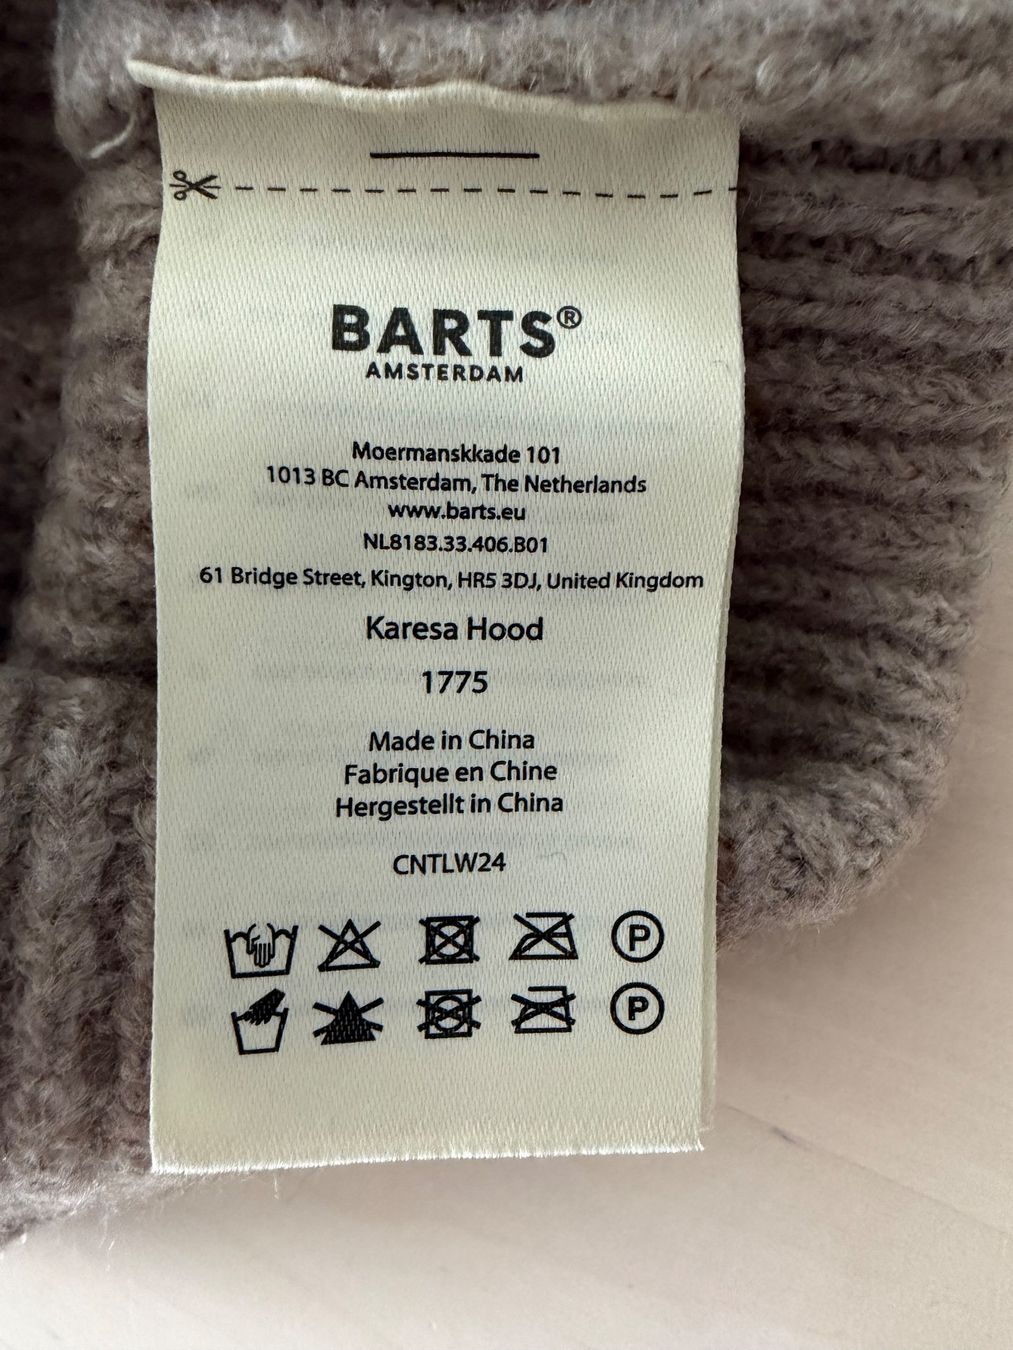 BARTS®
AMSTERDAM
Moermanskkade 101
1013 BC Amsterdam, The Netherlands
www.barts.eu
NL8183.33.406.B01
61 Bridge Street, Kington, HR5 3DJ, United Kingdom
Karesa Hood
1775
Made in China
Fabrique en Chine
Hergestellt in China
CNTLW24
P
P